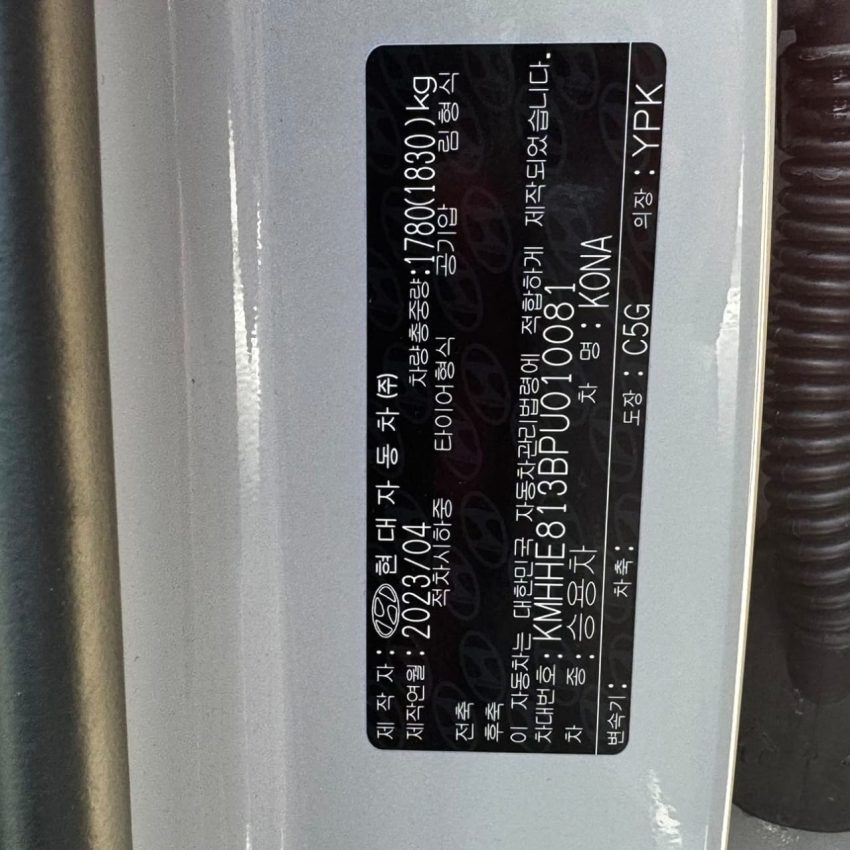 제 작 자 : 현 대 자 동 차 ㈜
제작연월 : 2023/04 차량총중량 : 1780(1830)kg
적차시하중 타이어형식 공기압 림형식
전축
후축
이 자동차는 대한민국 자동차관리법령에 적합하게 제작되었습니다.
차대번호 : KMHHE813BPU010081
차 종 : 승용차 차 명 : KONA
변속기 : 차축 : 도장 : C5G 의장 : YPK